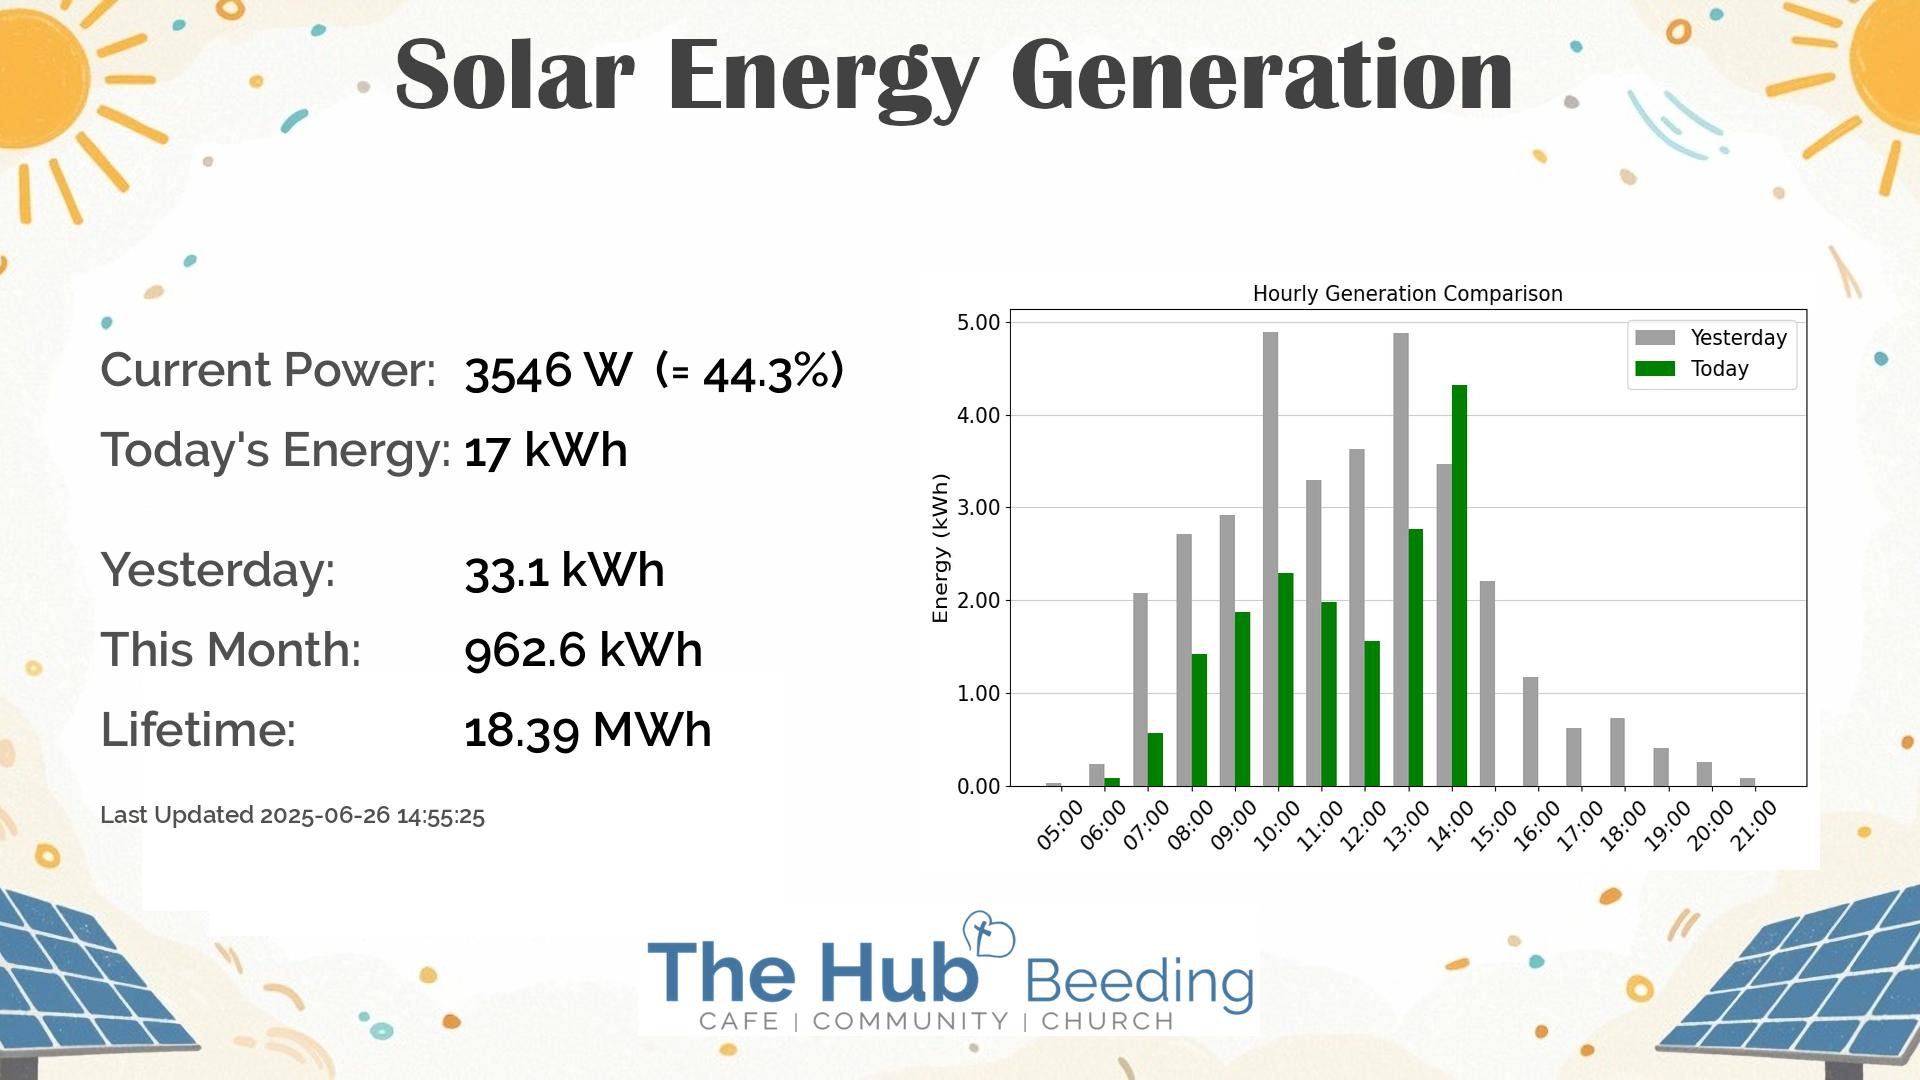 Solar Energy Generation
Current Power: 3546 W (= 44.3%)
Today's Energy: 17 kWh
Yesterday: 33.1 kWh
This Month: 962.6 kWh
Lifetime: 18.39 MWh
Last Updated 2025-06-26 14:55:25
Hourly Generation Comparison
Yesterday
Today
Energy (kWh)
5.00
4.00
3.00
2.00
1.00
0.00
05:00 06:00 07:00 08:00 09:00 10:00 11:00 12:00 13:00 14:00 15:00 16:00 17:00 18:00 19:00 20:00 21:00
The Hub Beeding
CAFE | COMMUNITY | CHURCH